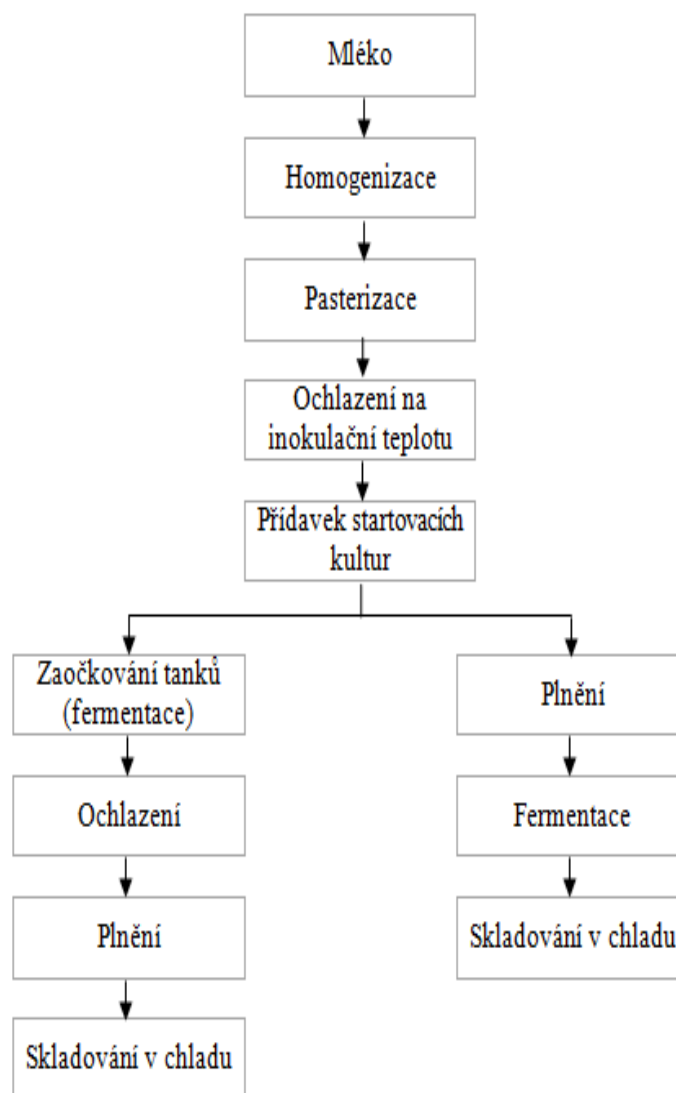 Mléko
Homogenizace
Pasterizace
Ochlazení na
inokulační teplotu
Přídavek startovacích
kultur
Zaočkování tanků
(fermentace)
Ochlazení
Plnění
Skladování v chladu
Plnění
Fermentace
Skladování v chladu